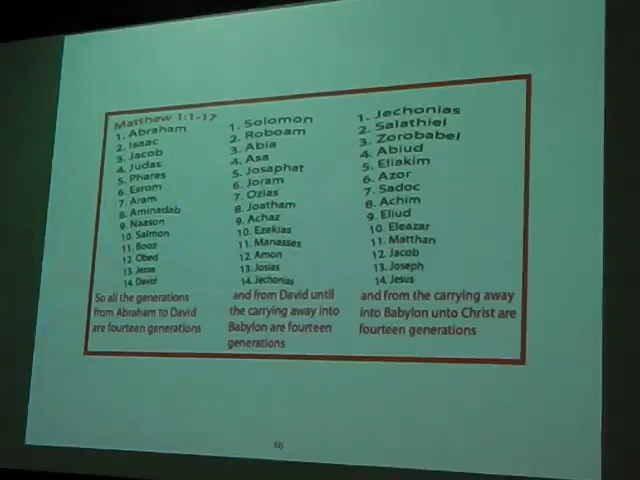 Matthew 1:1-17
1. Abraham
2. Isaac
3. Jacob
4. Judas
5. Phares
6. Esrom
7. Aram
8. Aminadab
9. Naason
10. Salmon
11. Booz
12. Obed
13. Jesse
14. David
So all the generations
from Abraham to David
are fourteen generations
1. Solomon
2. Roboam
3. Abia
4. Asa
5. Josaphat
6. Joram
7. Ozias
8. Joatham
9. Achaz
10. Ezekias
11. Manasses
12. Amon
13. Josias
14. Jechonias
and from David until
the carrying away into
Babylon are fourteen
generations
1. Jechonias
2. Salathiel
3. Zorobabel
4. Abiud
5. Eliakim
6. Azor
7. Sadoc
8. Achim
9. Eliud
10. Eleazar
11. Matthan
12. Jacob
13. Joseph
14. Jesus
and from the carrying away
into Babylon unto Christ are
fourteen generations
16